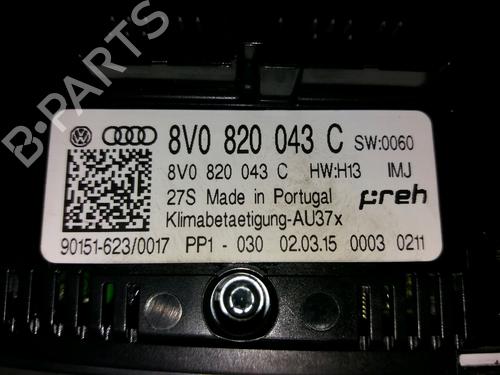 B-PARTS
8V0 820 043 C SW:0060
8V0 820 043 C HW:H13 IMJ
27S Made in Portugal preh
Klimabetaetigung-AU37x
90151-623/0017 PP1 - 030 02.03.15 0003 0211